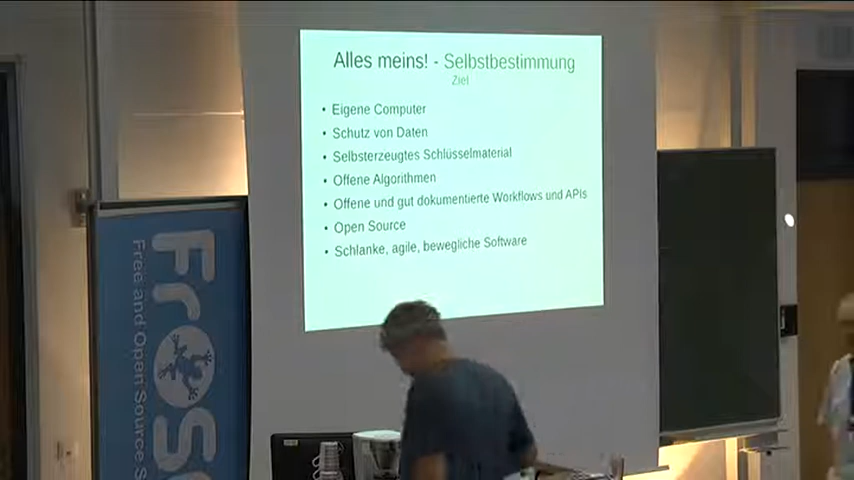 Alles meins! - Selbstbestimmung
Ziel
• Eigene Computer
• Schutz von Daten
• Selbsterzeugtes Schlüsselmaterial
• Offene Algorithmen
• Offene und gut dokumentierte Workflows und APIs
• Open Source
• Schlanke, agile, bewegliche Software
FrOSC
Free and Open Source S